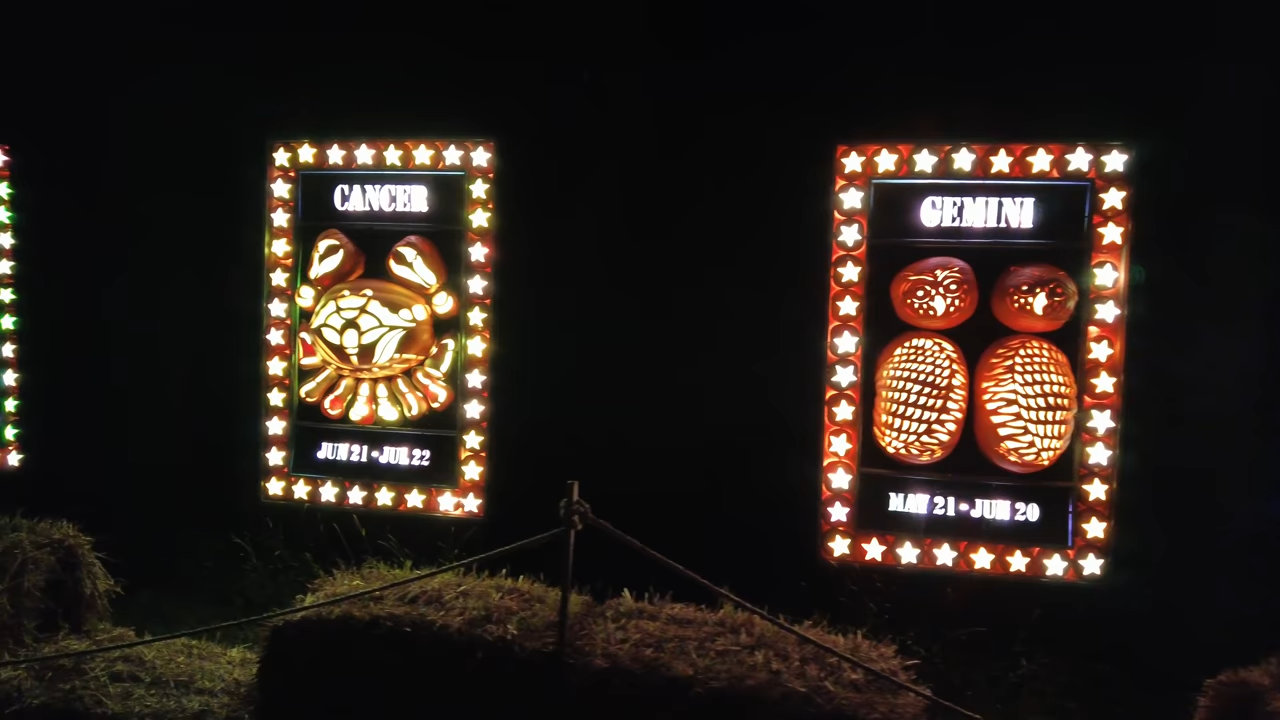 CANCER
JUN 21 • JUL 22
GEMINI
MAY 21 • JUN 20